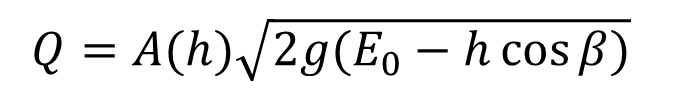 Q = A(h)√2g(E₀ − h cos β)